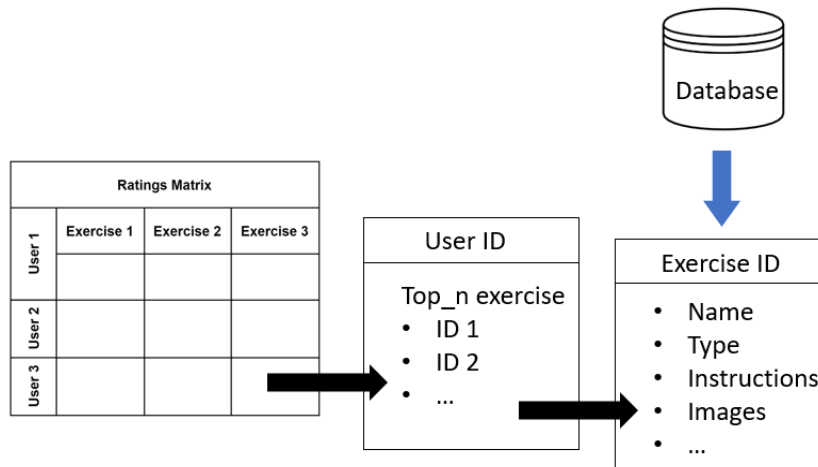 Database
Ratings Matrix
User 1
Exercise 1
Exercise 2
Exercise 3
User 2
User 3
User ID
Top_n exercise
• ID 1
• ID 2
• ...
Exercise ID
• Name
• Type
• Instructions
• Images
• ...